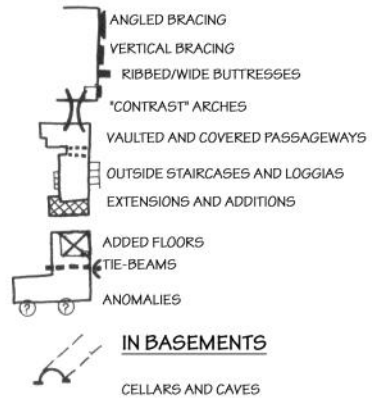 ANGLED BRACING
VERTICAL BRACING
RIBBED/WIDE BUTTRESSES
"CONTRAST" ARCHES
VAULTED AND COVERED PASSAGEWAYS
OUTSIDE STAIRCASES AND LOGGIAS
EXTENSIONS AND ADDITIONS
ADDED FLOORS
TIE-BEAMS
ANOMALIES
? ?
IN BASEMENTS
CELLARS AND CAVES